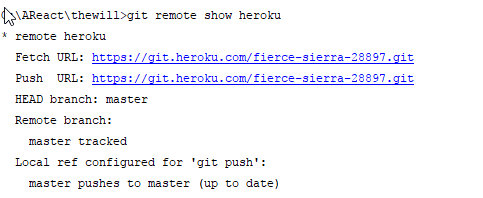 \AReact\thewill>git remote show heroku
* remote heroku
Fetch URL: https://git.heroku.com/fierce-sierra-28897.git
Push  URL: https://git.heroku.com/fierce-sierra-28897.git
HEAD branch: master
Remote branch:
master tracked
Local ref configured for 'git push':
master pushes to master (up to date)